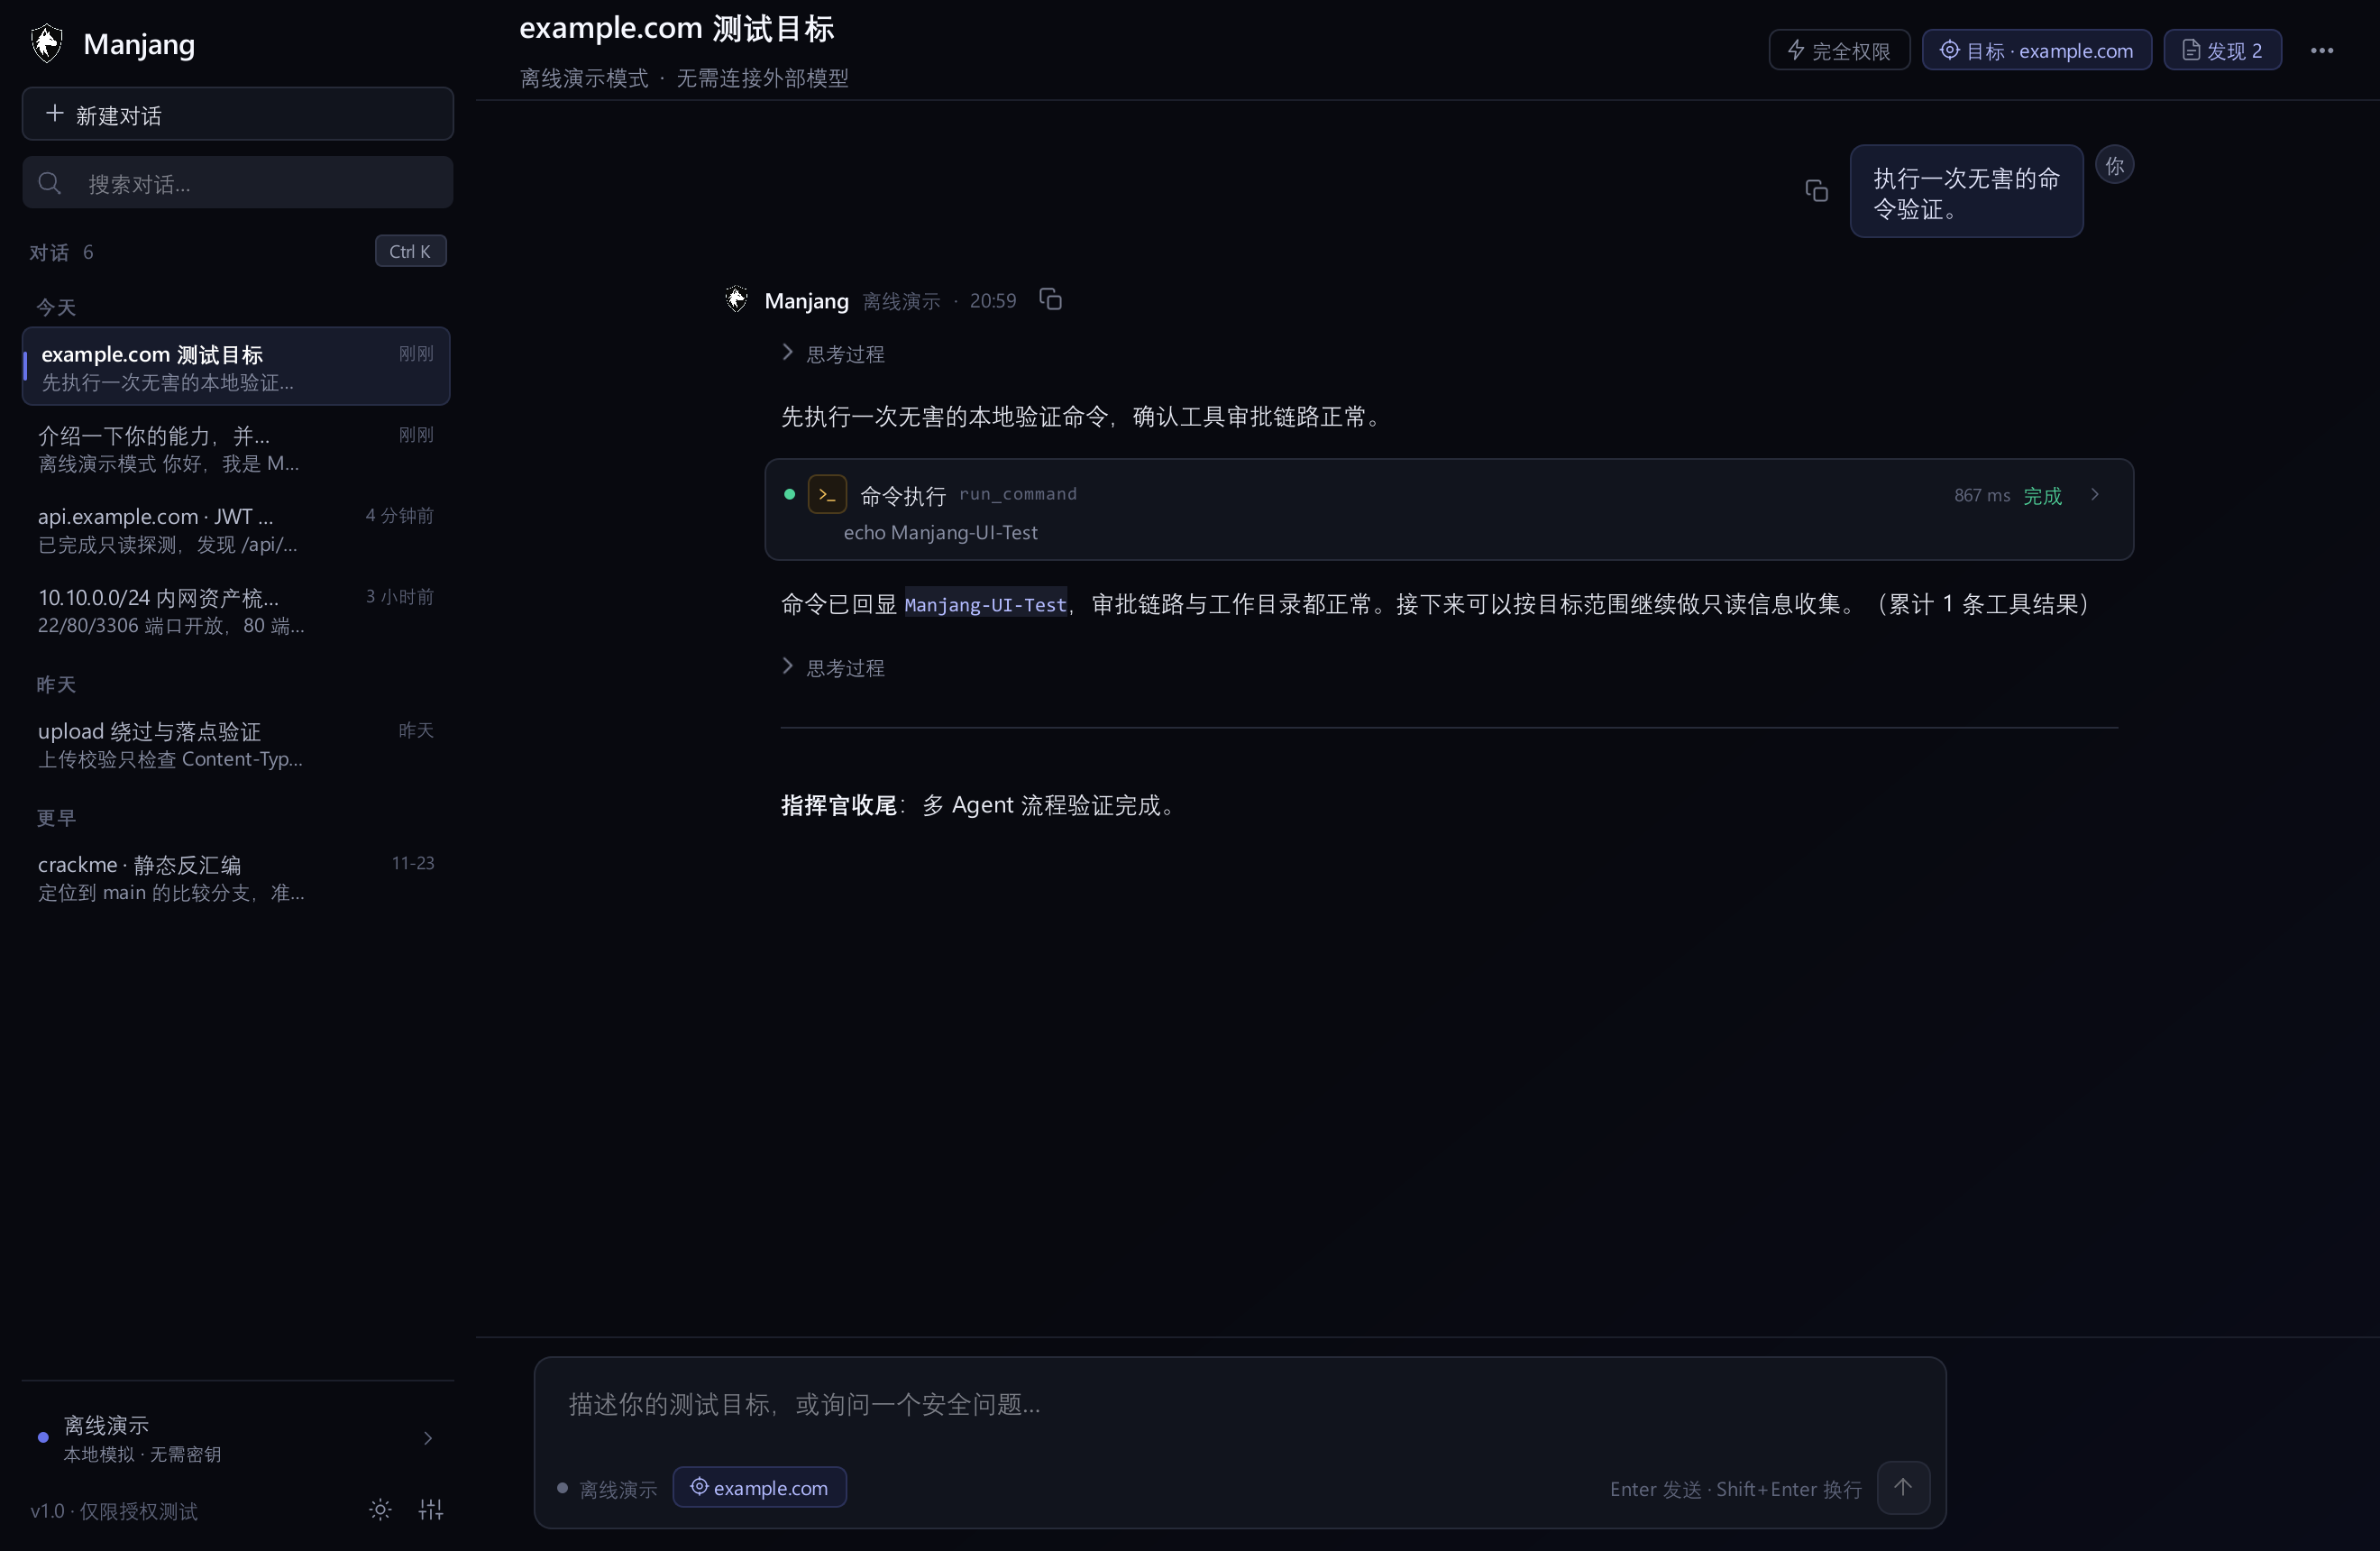 Manjang
新建对话
搜索对话...
对话 6
Ctrl K
今天
example.com 测试目标
刚刚
先执行一次无害的本地验证...
介绍一下你的能力，并...
刚刚
离线演示模式 你好，我是 M...
api.example.com · JWT ...
4 分钟前
已完成只读探测，发现 /api/...
10.10.0.0/24 内网资产梳...
3 小时前
22/80/3306 端口开放，80 端...
昨天
upload 绕过与落点验证
昨天
上传校验只检查 Content-Typ...
更早
crackme · 静态反汇编
11-23
定位到 main 的比较分支，准...
离线演示
本地模拟 · 无需密钥
v1.0 · 仅限授权测试
example.com 测试目标
离线演示模式 · 无需连接外部模型
完全权限
目标 · example.com
发现 2
执行一次无害的命
令验证。
你
Manjang 离线演示 · 20:59
思考过程
先执行一次无害的本地验证命令，确认工具审批链路正常。
>_ 命令执行 run_command
867 ms 完成
echo Manjang-UI-Test
命令已回显 Manjang-UI-Test，审批链路与工作目录都正常。接下来可以按目标范围继续做只读信息收集。（累计 1 条工具结果）
思考过程
指挥官收尾：多 Agent 流程验证完成。
描述你的测试目标，或询问一个安全问题...
离线演示
example.com
Enter 发送 · Shift+Enter 换行